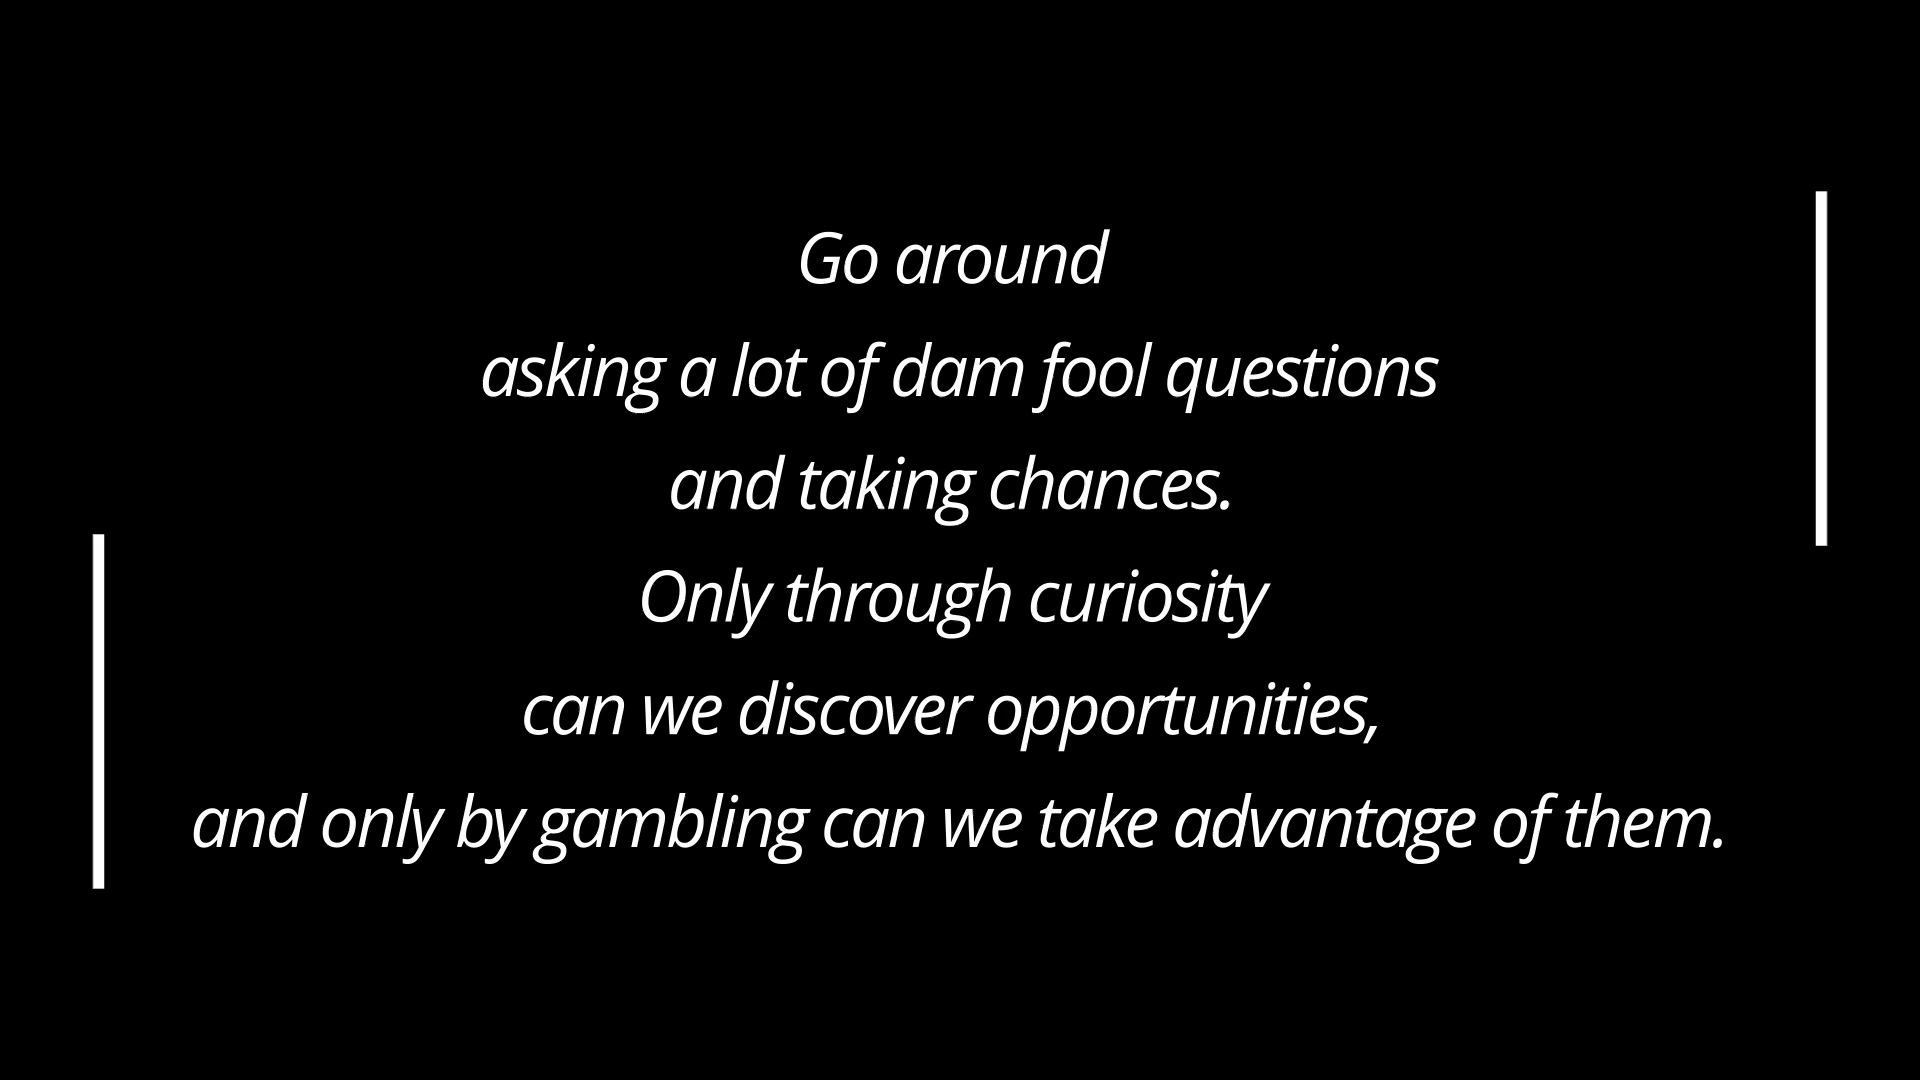 Go around
asking a lot of dam fool questions
and taking chances.
Only through curiosity
can we discover opportunities,
and only by gambling can we take advantage of them.